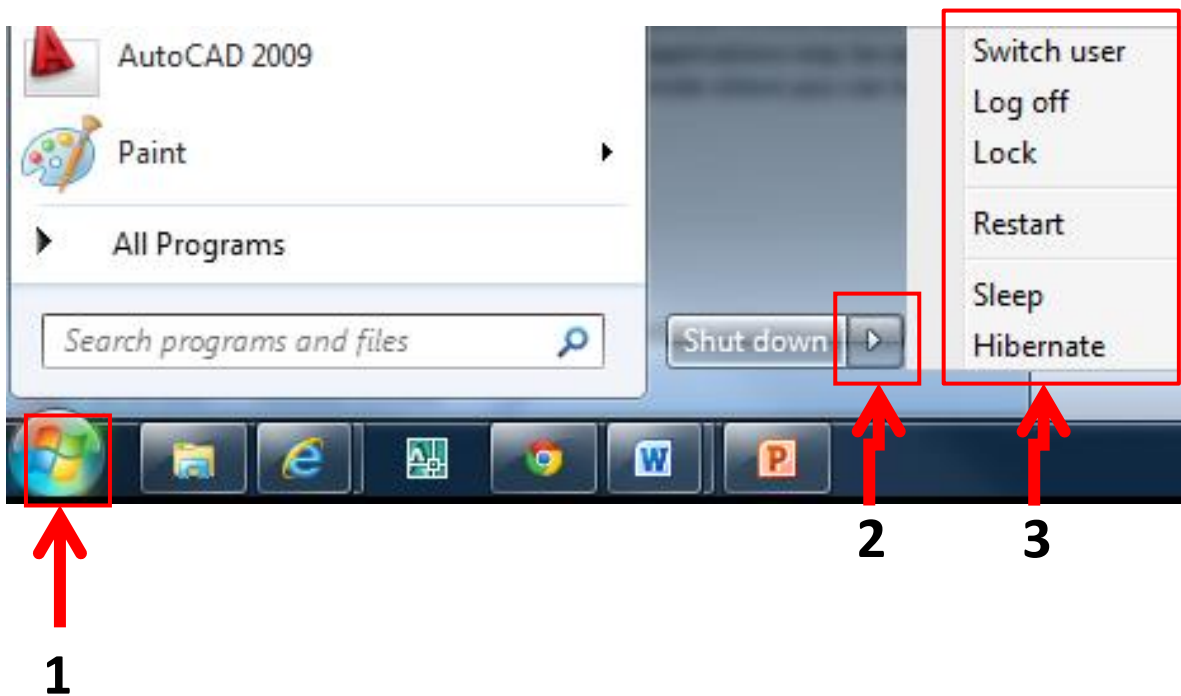 AutoCAD 2009
Paint
All Programs
Search programs and files
Shut down
Switch user
Log off
Lock
Restart
Sleep
Hibernate
2
3
1